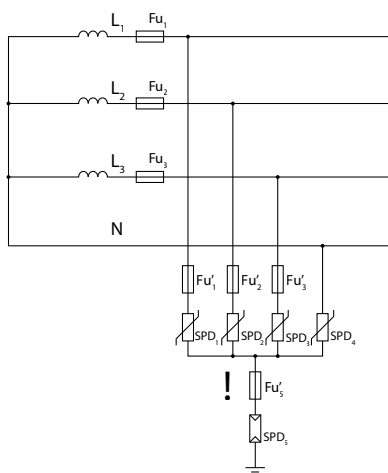 L₁ Fu₁
L₂ Fu₂
L₃ Fu₃
N
Fu'₁ Fu'₂ Fu'₃
SPD₁ SPD₂ SPD₃ SPD₄
! Fu'₅
SPD₅